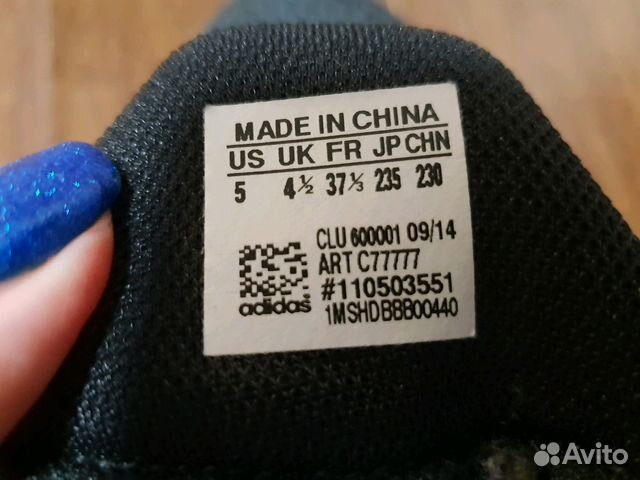 MADE IN CHINA
US UK FR JP CHN
5 4½ 37⅓ 235 230
CLU 600001 09/14
ART C77777
#110503551
1MSHDBBB00440
adidas
Avito